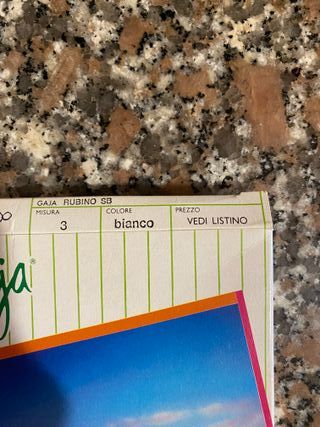 GAJA RUBINO SB
MISURA COLORE PREZZO
3 bianco VEDI LISTINO